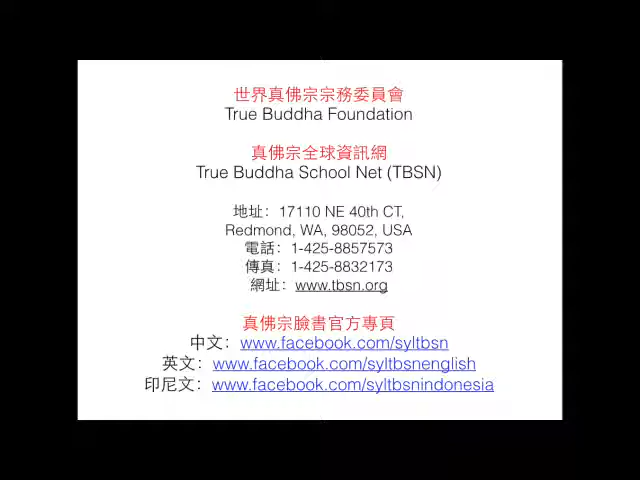 世界真佛宗宗務委員會
True Buddha Foundation
真佛宗全球資訊網
True Buddha School Net (TBSN)
地址：17110 NE 40th CT,
Redmond, WA, 98052, USA
電話：1-425-8857573
傳真：1-425-8832173
網址：www.tbsn.org
真佛宗臉書官方專頁
中文：www.facebook.com/syltbsn
英文：www.facebook.com/syltbsnenglish
印尼文：www.facebook.com/syltbsnindonesia